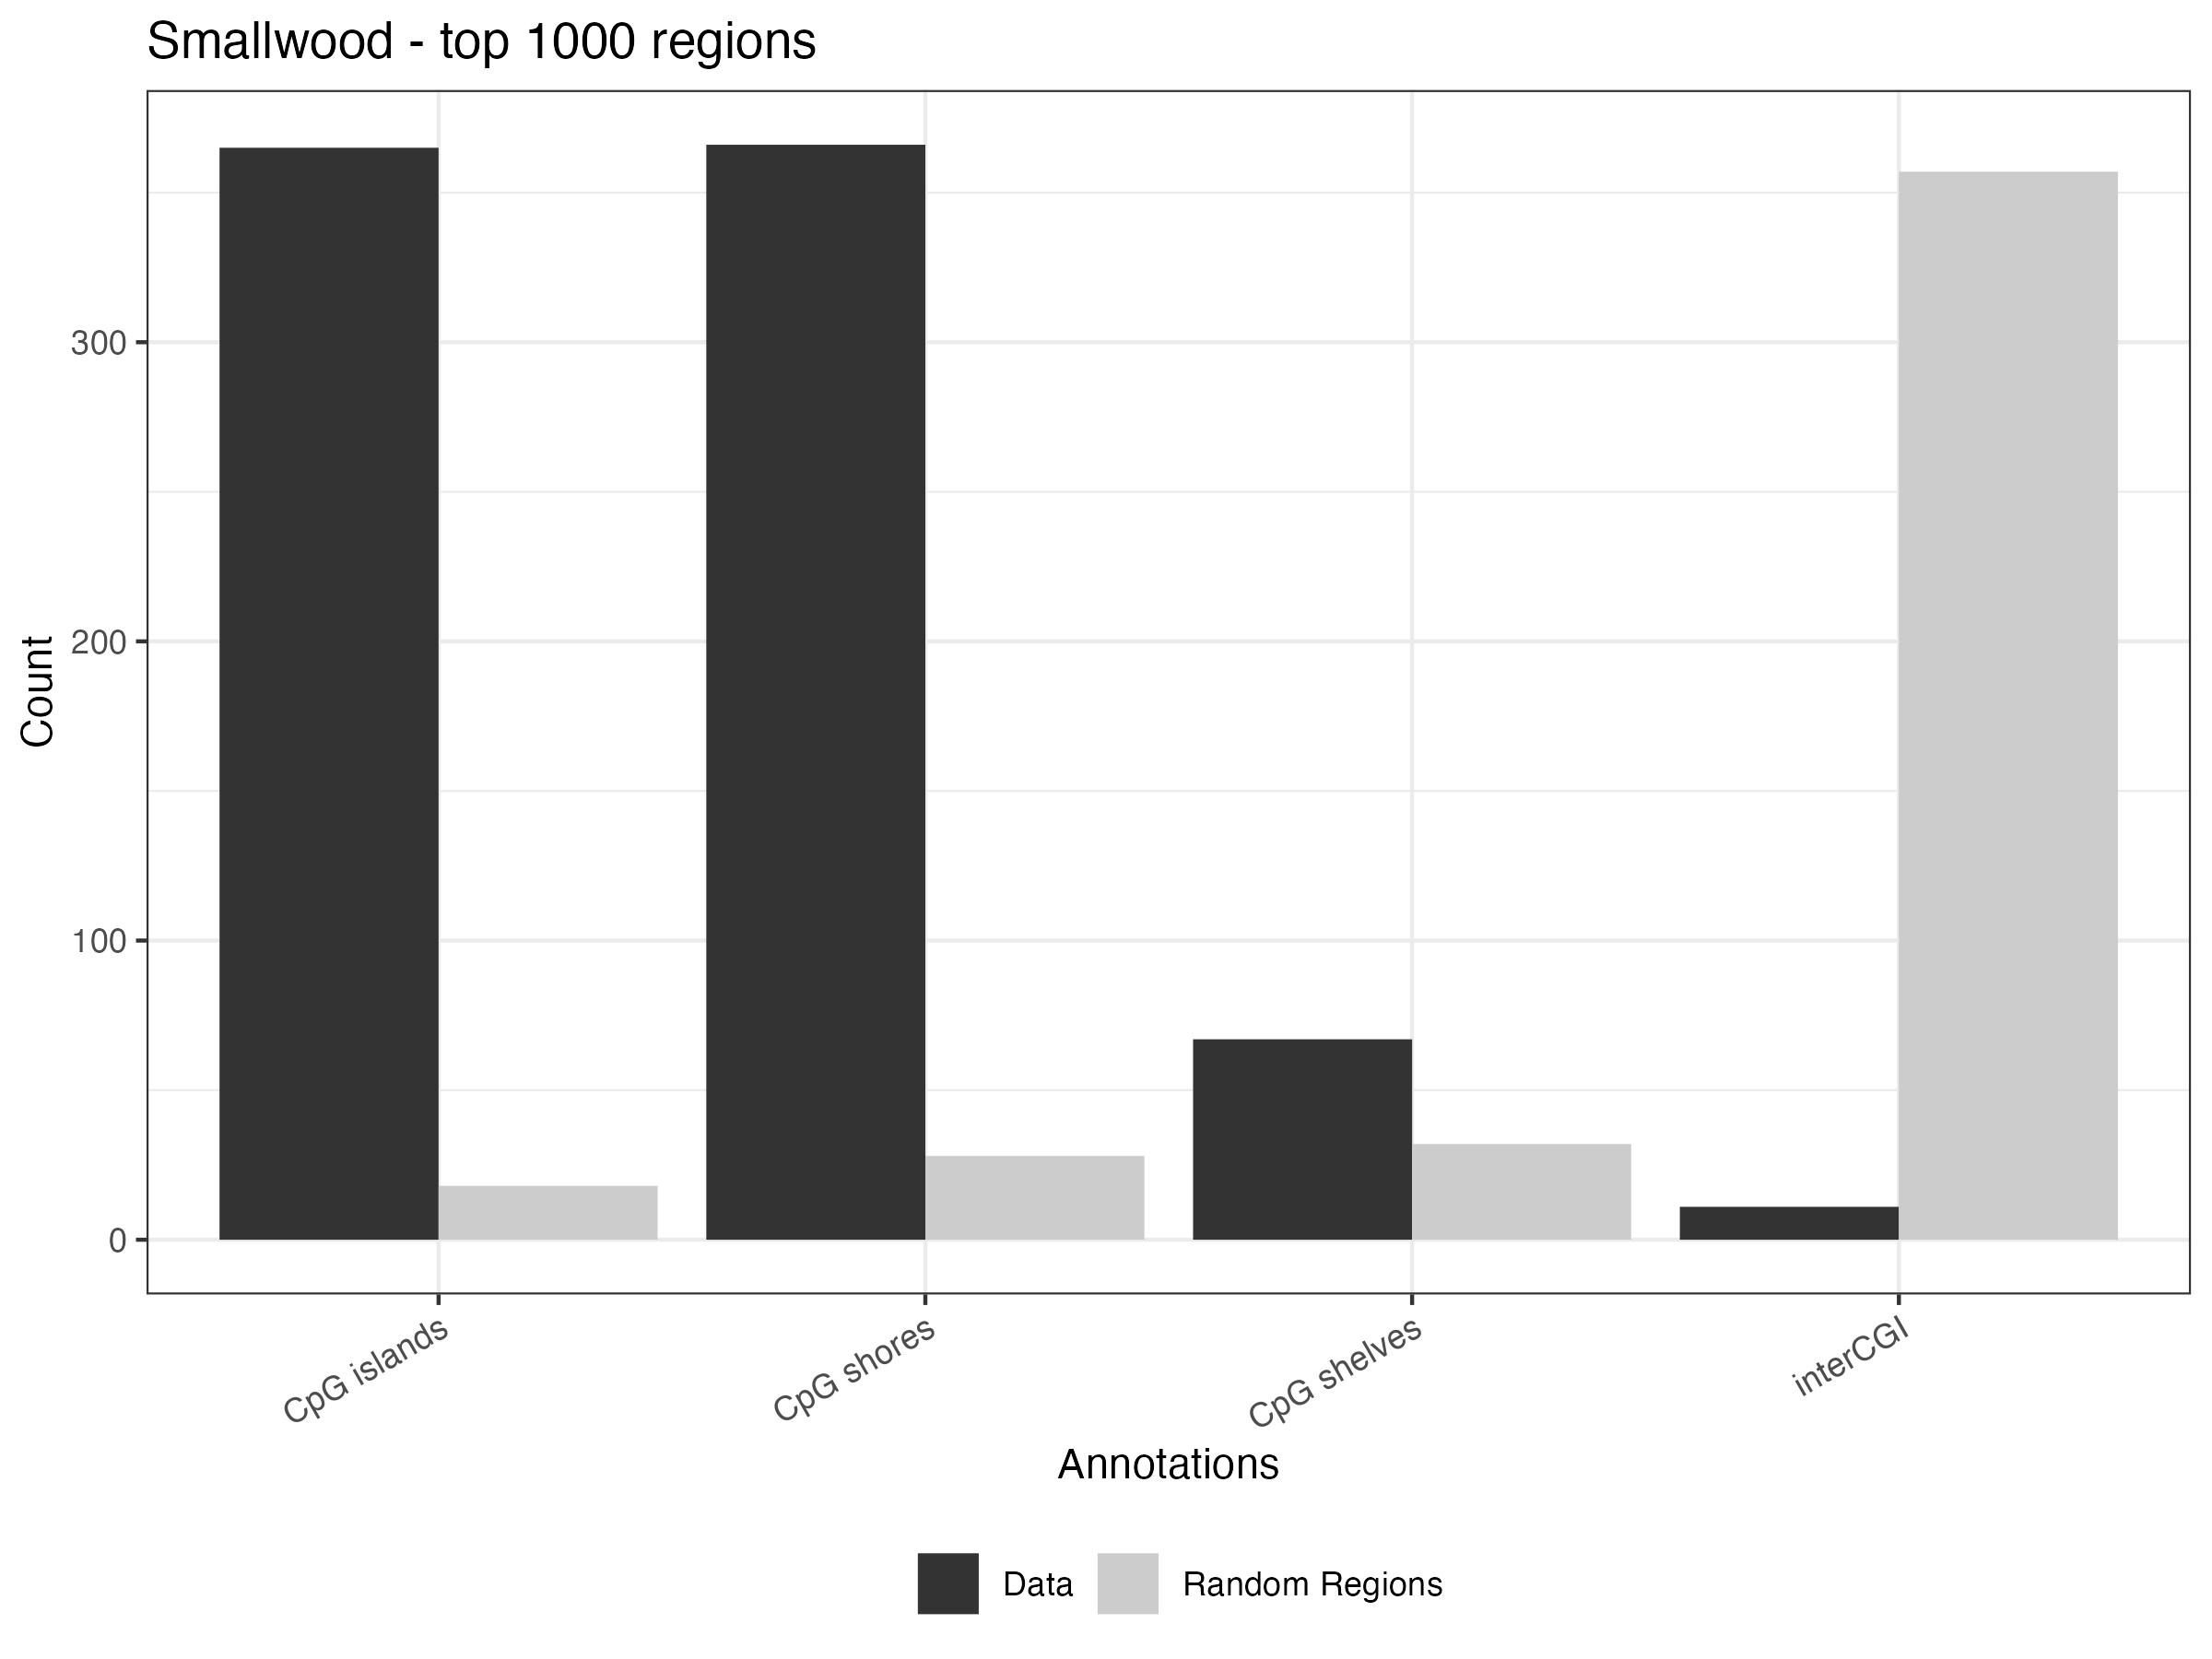 Smallwood - top 1000 regions
Count
300
200
100
0
CpG islands
CpG shores
CpG shelves
interCGI
Annotations
Data
Random Regions